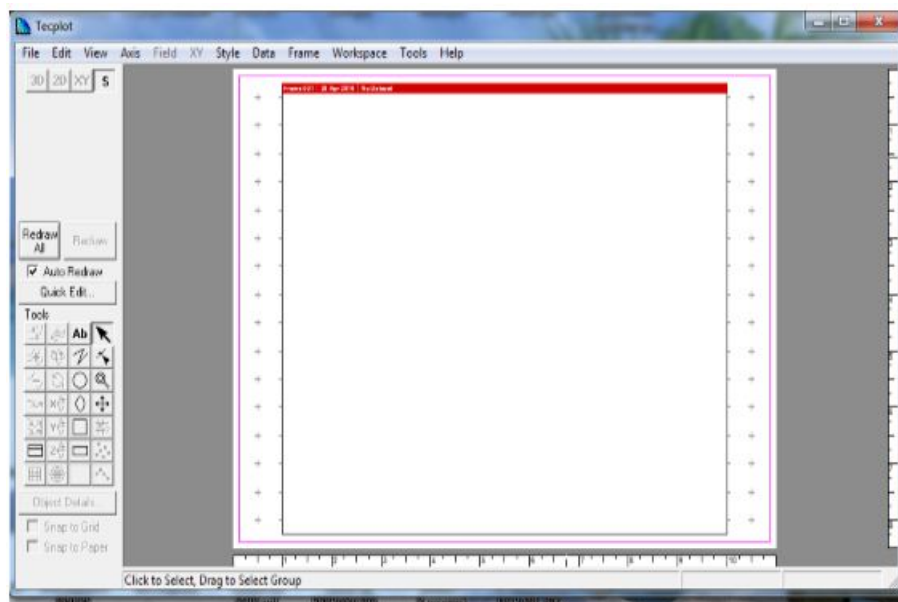 Tecplot
File Edit View Axis Field XY Style Data Frame Workspace Tools Help
3D 2D XY S
Redraw All Redraw
Auto Redraw
Quick Edit...
Tools
Ab
Object Details...
Snap to Grid
Snap to Paper
Click to Select, Drag to Select Group